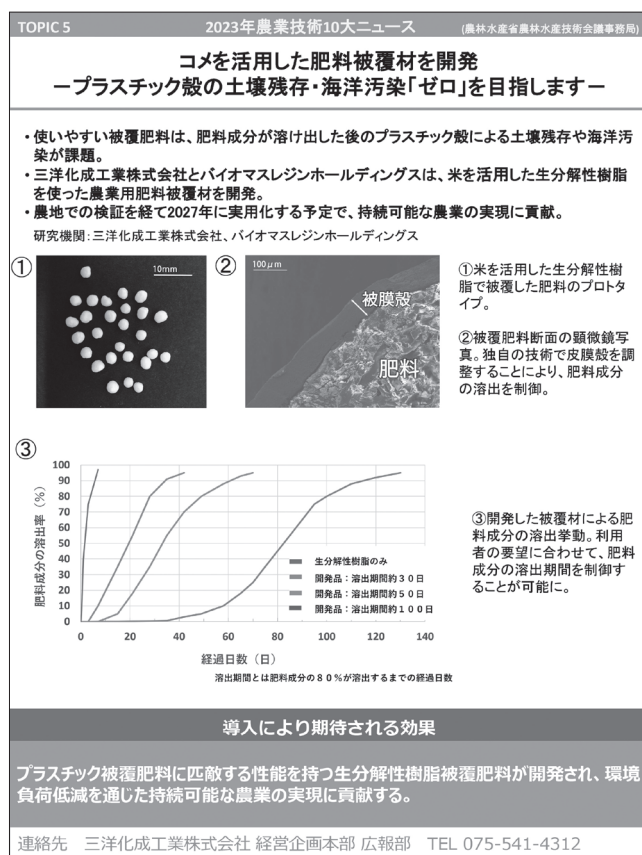 TOPIC 5
2023年農業技術10大ニュース
(農林水産省農林水産技術会議事務局)
コメを活用した肥料被覆材を開発
－プラスチック殻の土壌残存・海洋汚染「ゼロ」を目指します－
・使いやすい被覆肥料は、肥料成分が溶け出した後のプラスチック殻による土壌残存や海洋汚
染が課題。
・三洋化成工業株式会社とバイオマスレジンホールディングスは、米を活用した生分解性樹脂
を使った農業用肥料被覆材を開発。
・農地での検証を経て2027年に実用化する予定で、持続可能な農業の実現に貢献。
研究機関：三洋化成工業株式会社、バイオマスレジンホールディングス
①
10mm
②
100μm
被膜殻
肥料
①米を活用した生分解性樹
脂で被覆した肥料のプロトタ
イプ。
②被覆肥料断面の顕微鏡写
真。独自の技術で皮膜殻を調
整することにより、肥料成分
の溶出を制御。
③
肥料成分の溶出率（%）
100
90
80
70
60
50
40
30
20
10
0
0 20 40 60 80 100 120 140
経過日数（日）
生分解性樹脂のみ
開発品：溶出期間約30日
開発品：溶出期間約50日
開発品：溶出期間約100日
溶出期間とは肥料成分の80%が溶出するまでの経過日数
③開発した被覆材による肥
料成分の溶出挙動。利用
者の要望に合わせて、肥料
成分の溶出期間を制御す
ることが可能に。
導入により期待される効果
プラスチック被覆肥料に匹敵する性能を持つ生分解性樹脂被覆肥料が開発され、環境
負荷低減を通じた持続可能な農業の実現に貢献する。
連絡先　三洋化成工業株式会社 経営企画本部 広報部　TEL 075-541-4312